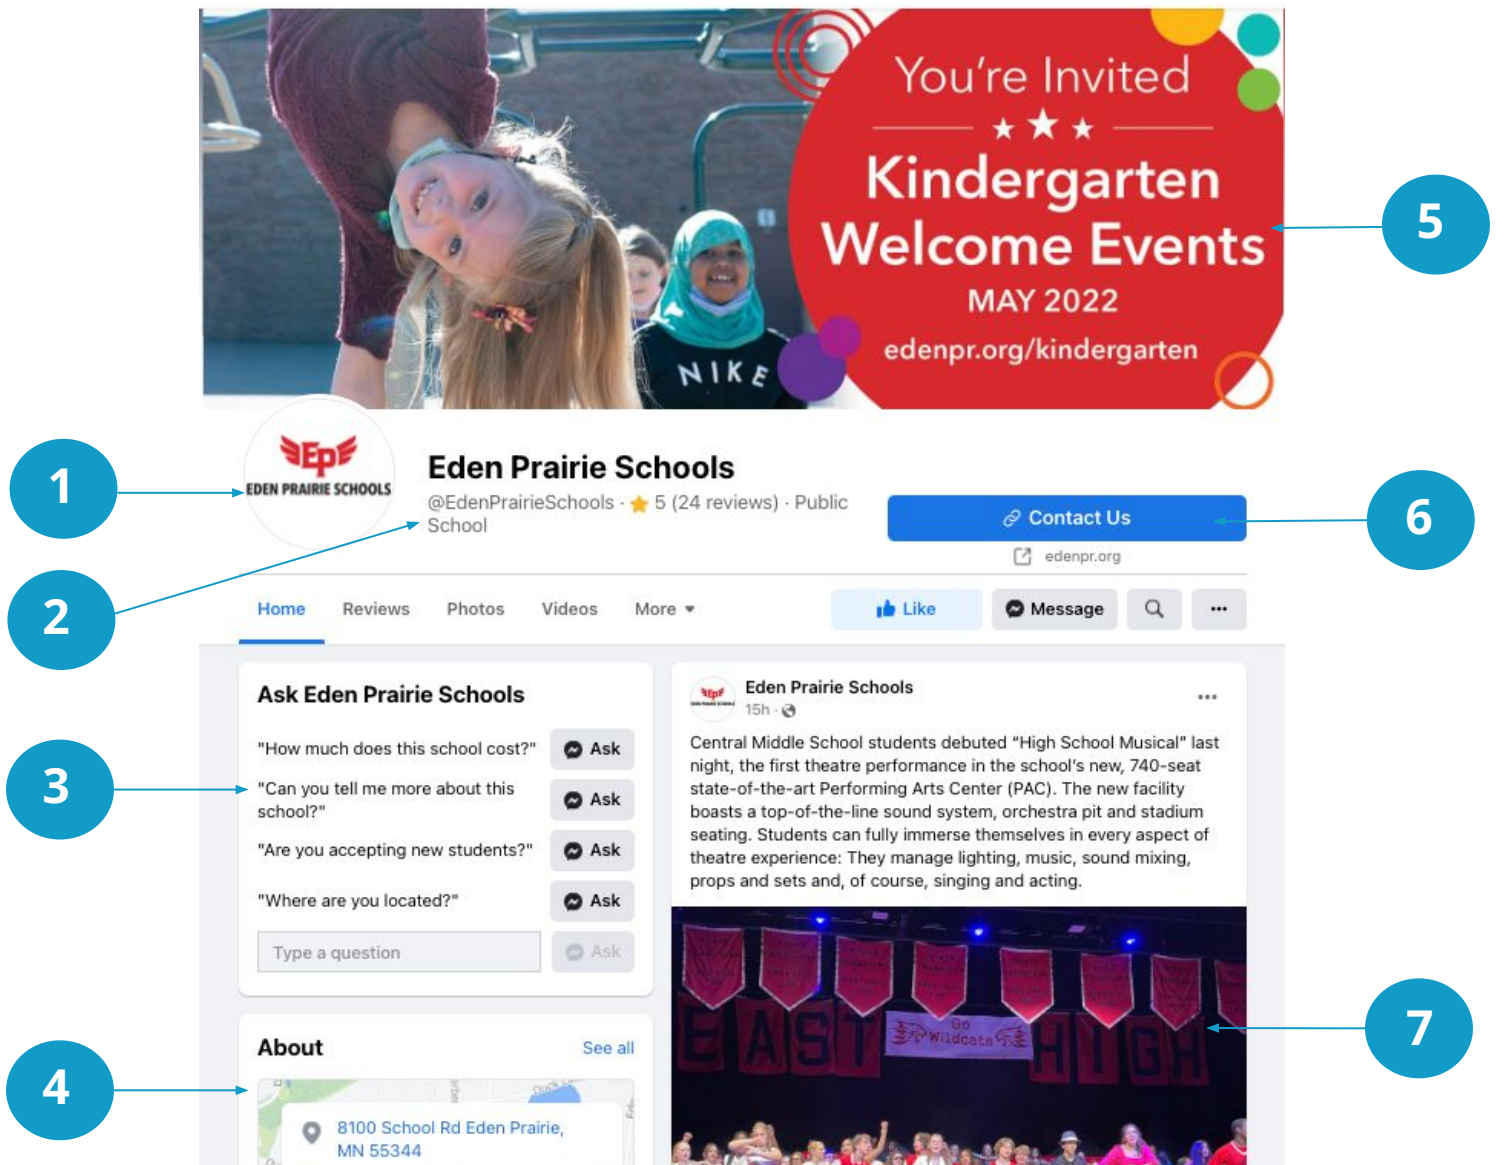 You're Invited
Kindergarten
Welcome Events
MAY 2022
edenpr.org/kindergarten
NIKE
5
EP
EDEN PRAIRIE SCHOOLS
1
Eden Prairie Schools
@EdenPrairieSchools · 5 (24 reviews) · Public
School
Contact Us
edenpr.org
6
2
Home
Reviews
Photos
Videos
More
Like
Message
Ask Eden Prairie Schools
"How much does this school cost?"
Ask
"Can you tell me more about this
school?"
Ask
"Are you accepting new students?"
Ask
"Where are you located?"
Ask
Type a question
Ask
3
About
See all
8100 School Rd Eden Prairie,
MN 55344
4
EP
Eden Prairie Schools
15h ·
Central Middle School students debuted “High School Musical” last
night, the first theatre performance in the school's new, 740-seat
state-of-the-art Performing Arts Center (PAC). The new facility
boasts a top-of-the-line sound system, orchestra pit and stadium
seating. Students can fully immerse themselves in every aspect of
theatre experience: They manage lighting, music, sound mixing,
props and sets and, of course, singing and acting.
EAST HIGH
Go
Wildcats
7